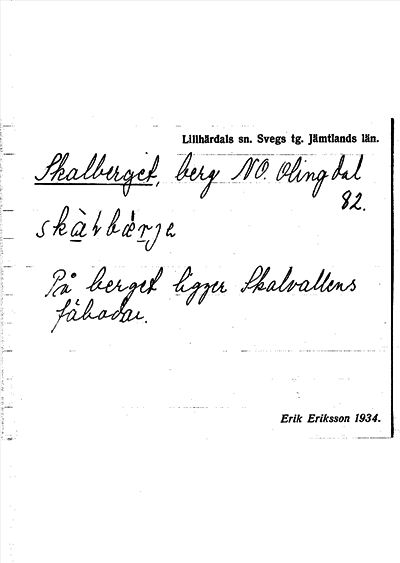 Lillhärdals sn. Svegs tg. Jämtlands län.
Skalberget, berg NO. Olingdal
82.
På berget ligger Skalvallens
fäbodar.
Erik Eriksson 1934.